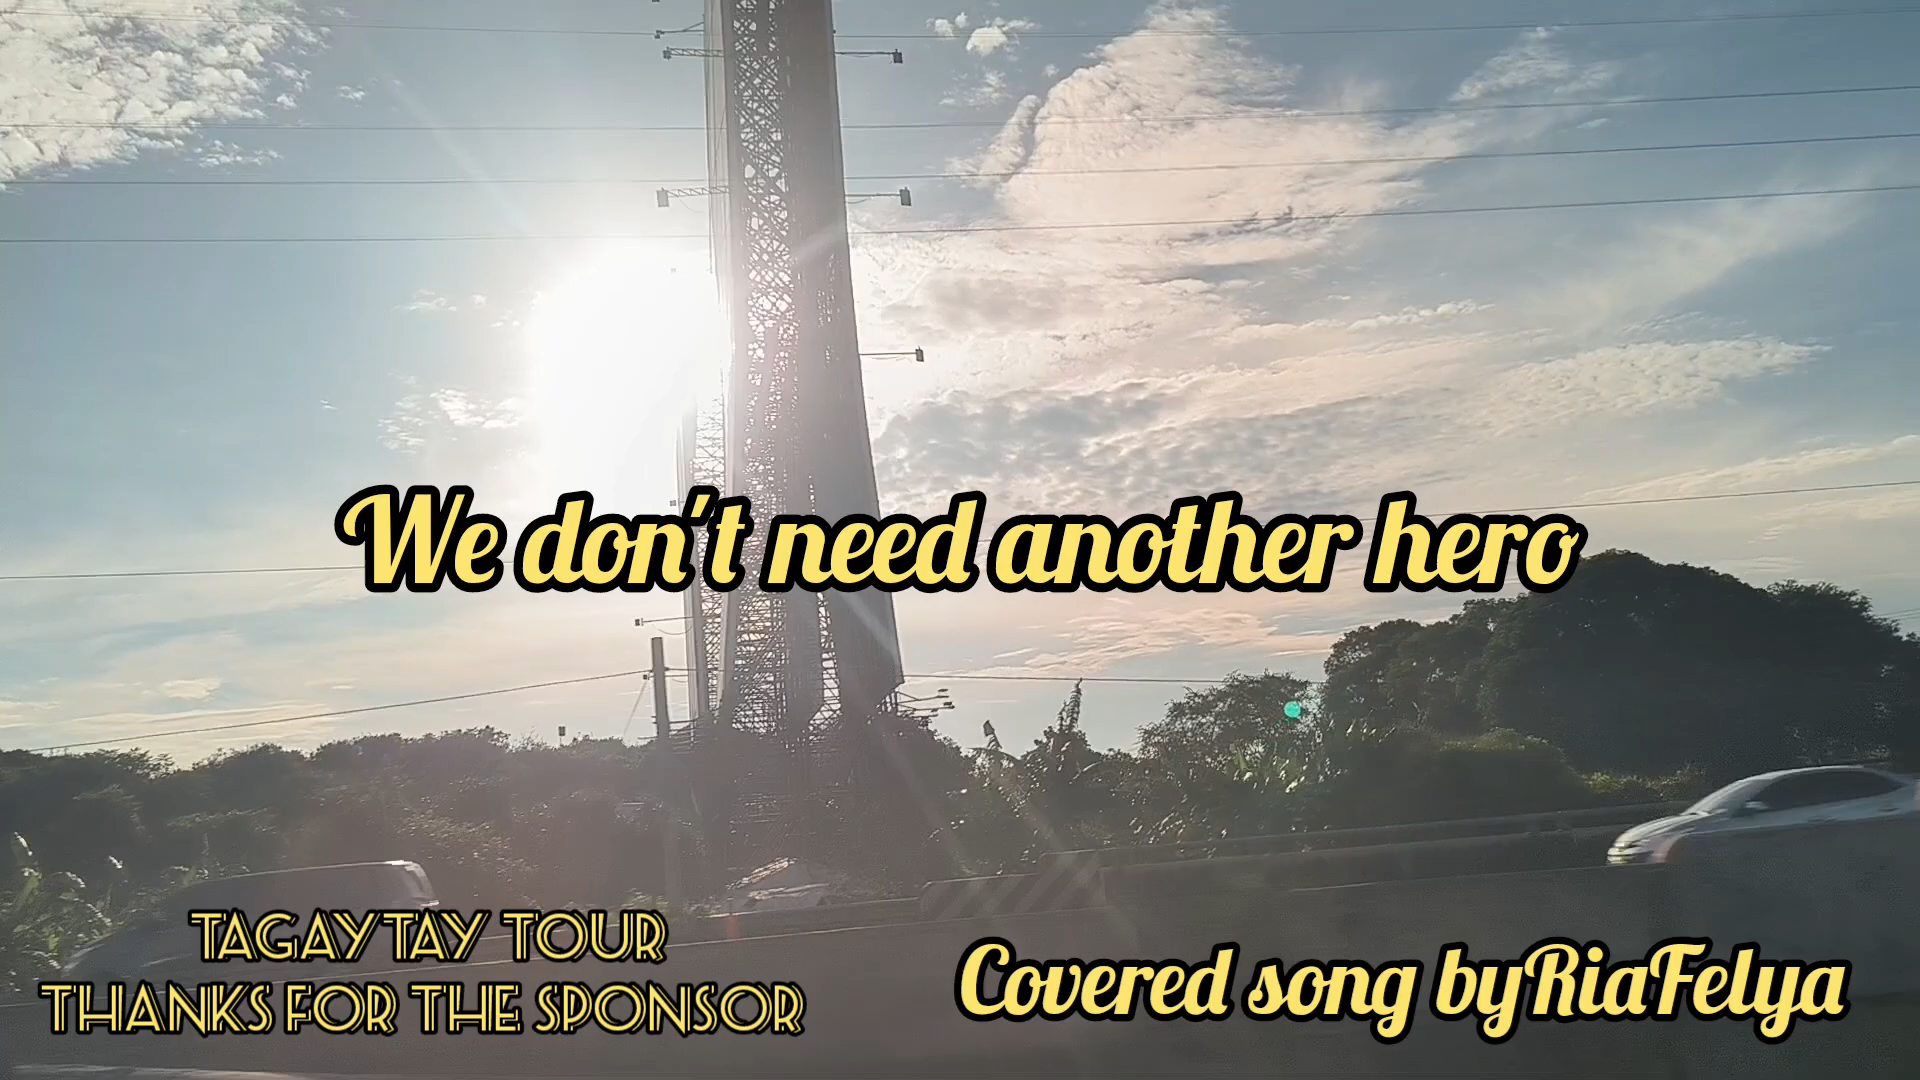 We don't need another hero
TAGAYTAY TOUR
THANKS FOR THE SPONSOR
Covered song byRiaFelya